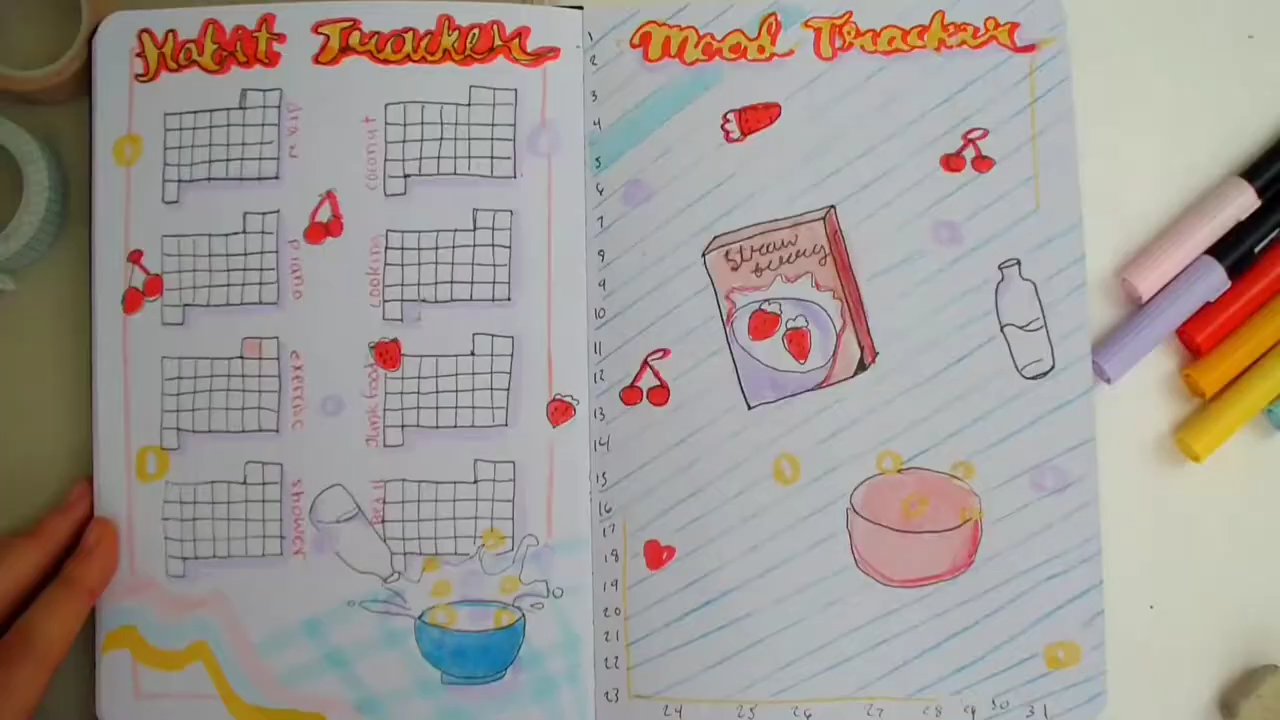 Habit Tracker
draw
coconut
piano
cooking
exercise
Junk food
shower
Mood Tracker
1
2
3
4
5
6
7
8
9
10
11
12
13
14
15
16
17
18
19
20
21
22
23
24 25 26 27 28 29 30 31
Straw
berry